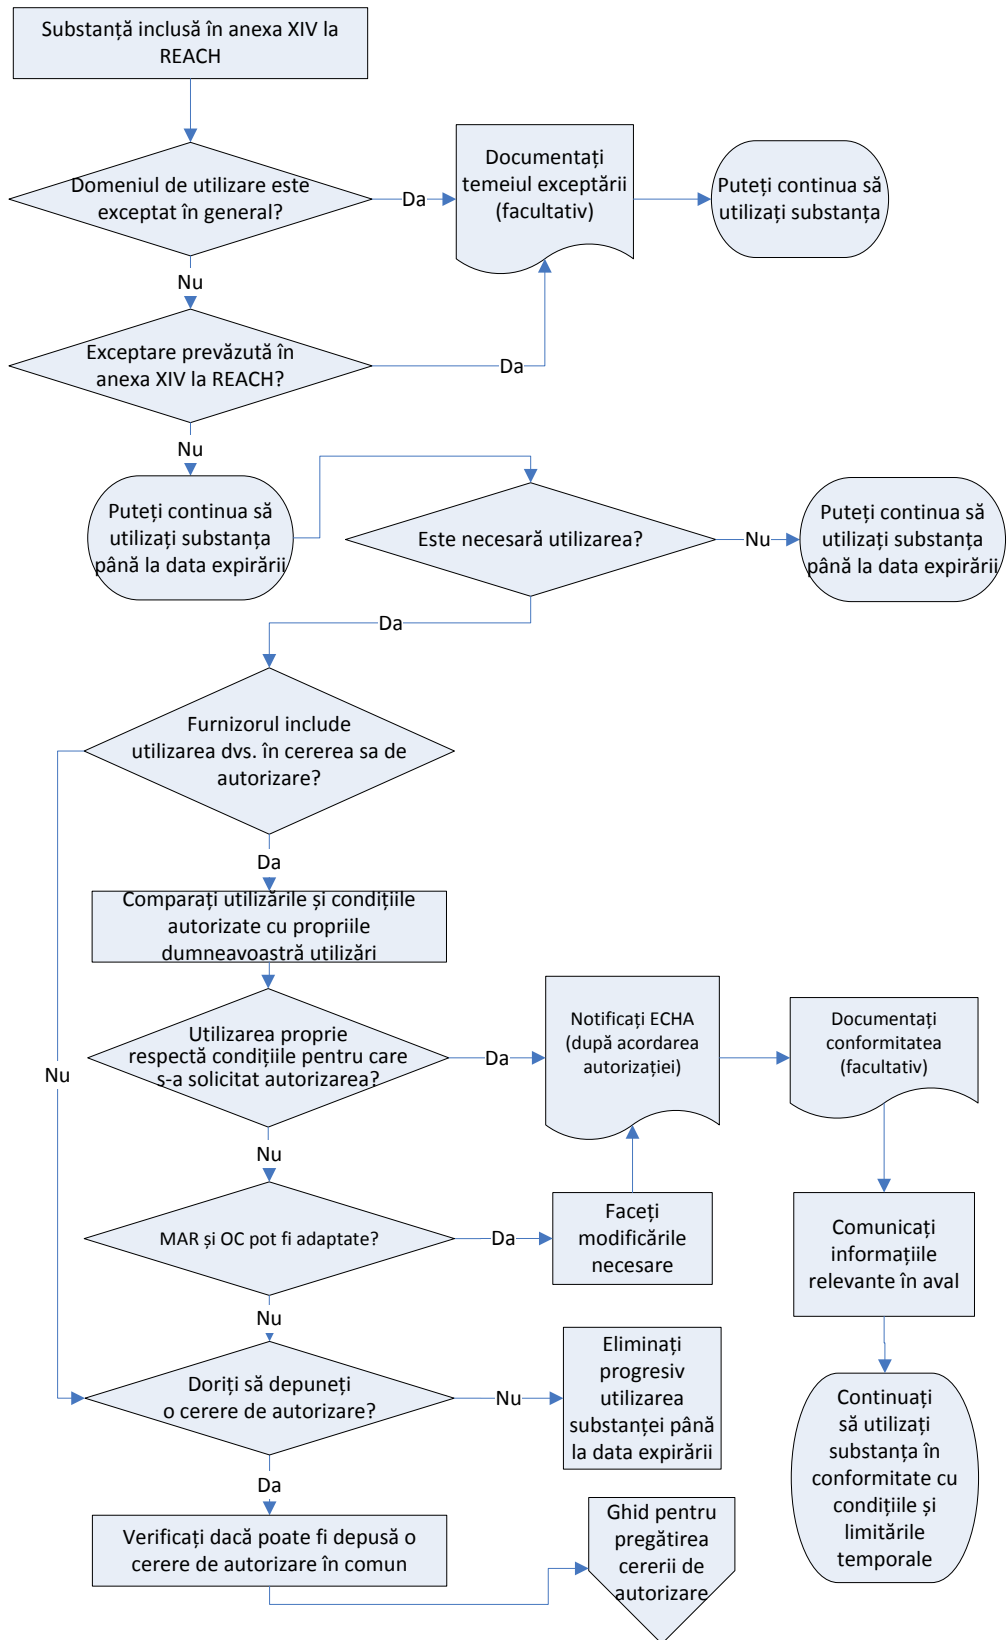 Substanță inclusă în anexa XIV la
REACH
Domeniul de utilizare este
exceptat în general?
Da
Documentați
temeiul exceptării
(facultativ)
Puteți continua să
utilizați substanța
Nu
Exceptare prevăzută în
anexa XIV la REACH?
Da
Nu
Puteți continua să
utilizați substanța
până la data expirării
Este necesară utilizarea?
Nu
Puteți continua să
utilizați substanța
până la data expirării
Da
Furnizorul include
utilizarea dvs. în cererea sa de
autorizare?
Da
Comparați utilizările și condițiile
autorizate cu propriile
dumneavoastră utilizări
Utilizarea proprie
respectă condițiile pentru care
s-a solicitat autorizarea?
Da
Notificați ECHA
(după acordarea
autorizației)
Documentați
conformitatea
(facultativ)
Nu
Nu
MAR și OC pot fi adaptate?
Da
Faceți
modificările
necesare
Comunicați
informațiile
relevante în aval
Nu
Doriți să depuneți
o cerere de autorizare?
Nu
Eliminați
progresiv
utilizarea
substanței până
la data expirării
Continuați
să utilizați
substanța în
conformitate cu
condițiile și
limitările
temporale
Da
Verificați dacă poate fi depusă o
cerere de autorizare în comun
Ghid pentru
pregătirea
cererii de
autorizare